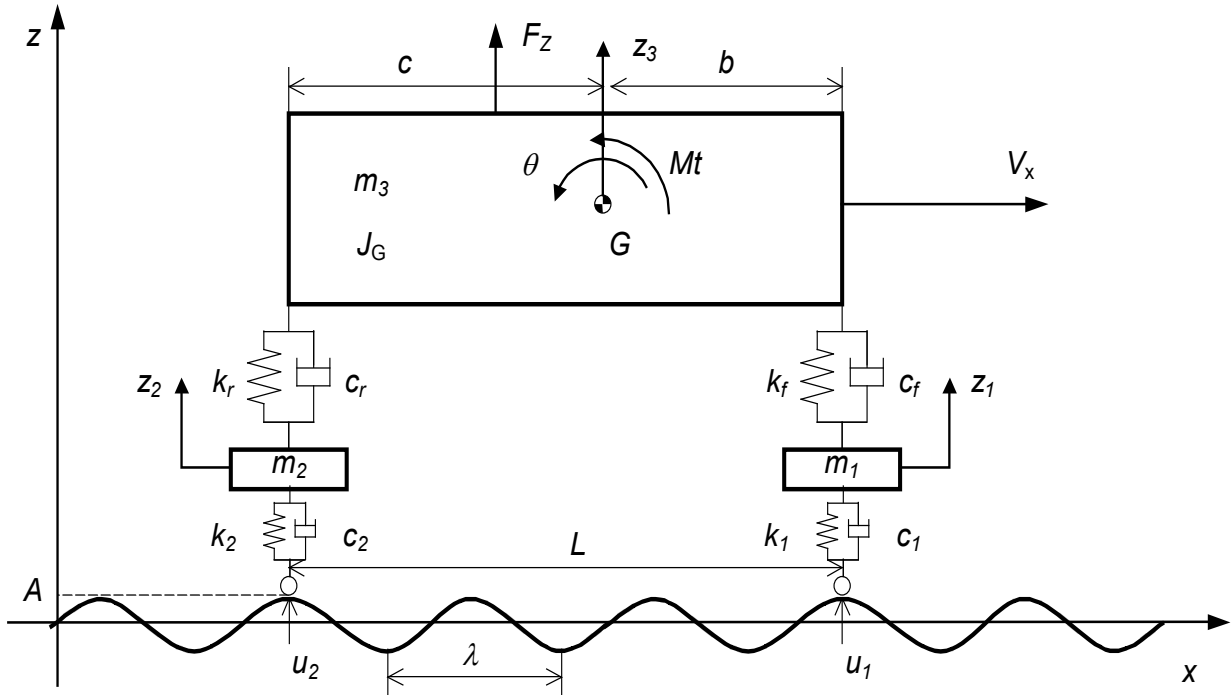 z
F_Z
z_3
c
b
θ
Mt
V_x
m_3
J_G
G
k_r
c_r
k_f
c_f
z_2
z_1
m_2
m_1
k_2
c_2
L
k_1
c_1
A
u_2
λ
u_1
x